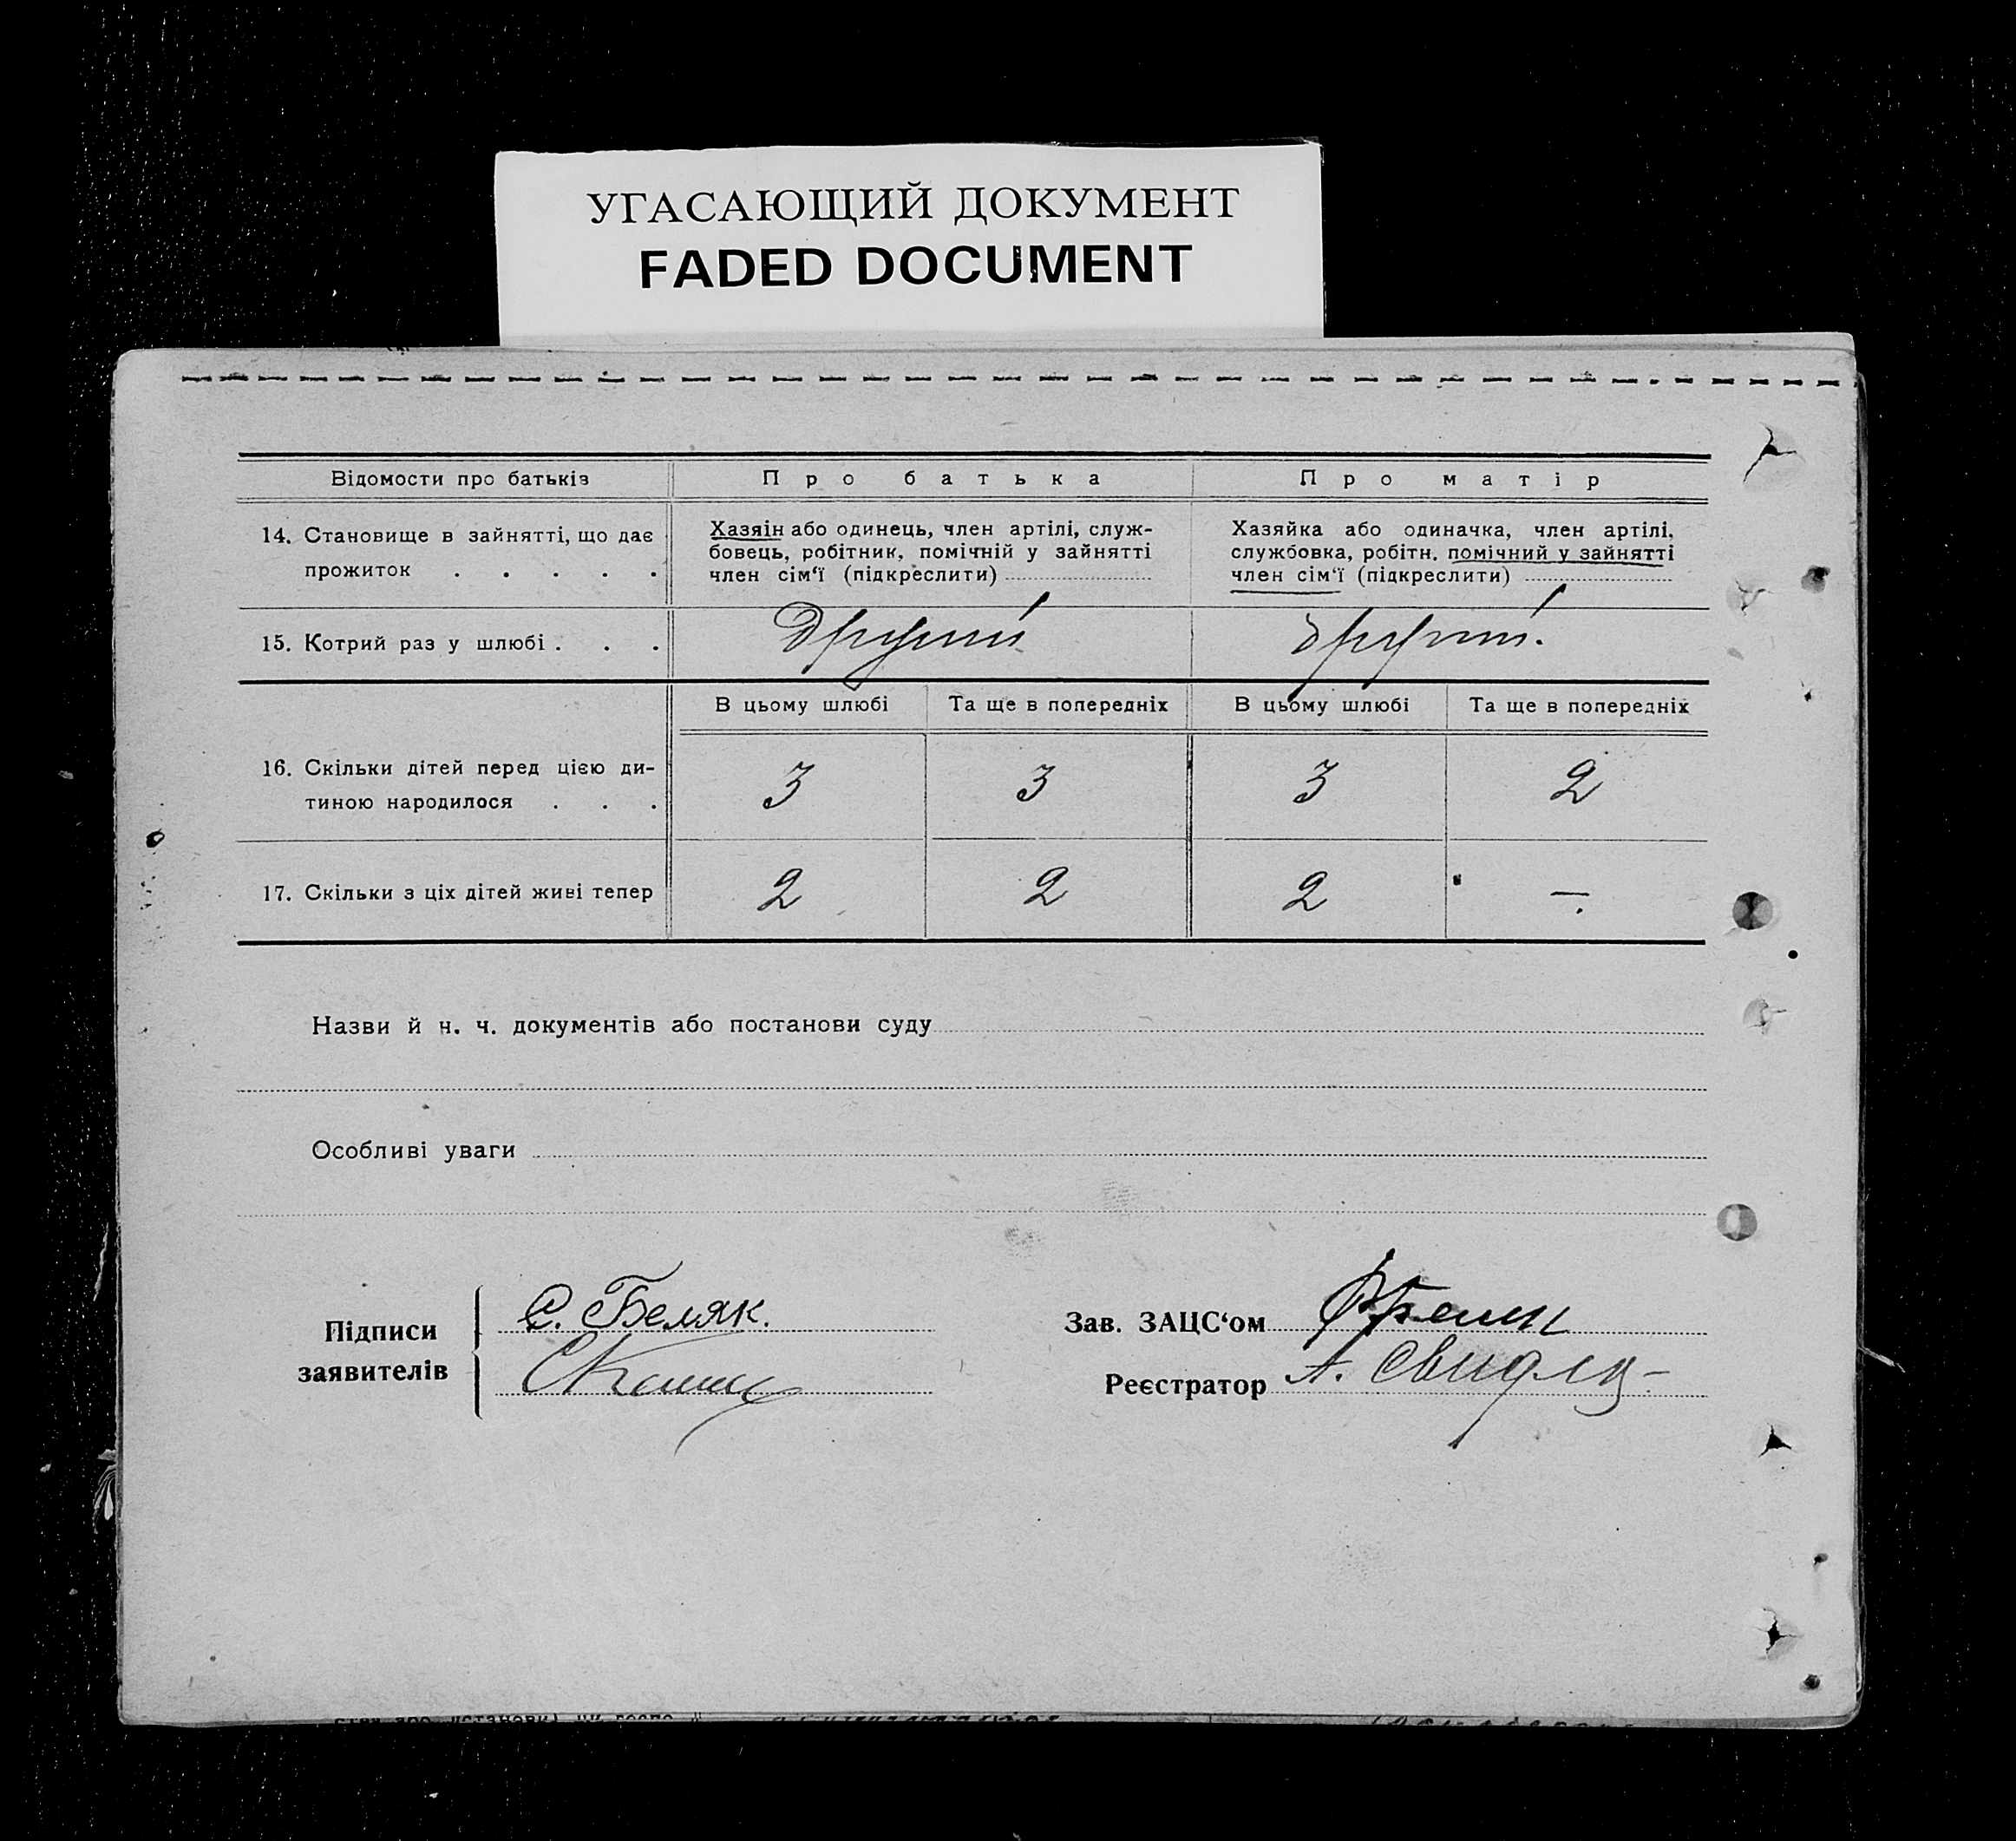 УГАСАЮЩИЙ ДОКУМЕНТ
FADED DOCUMENT
Відомости про батьків
Про батька
Про матір
14. Становище в зайнятті, що дає
прожиток . . . . .
Хазяін або одинець, член артілі, служ-
бовець, робітник, помічній у зайнятті
член сім‘ї (підкреслити)
Хазяйка або одиначка, член артілі,
службовка, робітн. помічний у зайнятті
член сім‘ї (підкреслити)
15. Котрий раз у шлюбі . . .
Другий
другий.
В цьому шлюбі
Та ще в попередніх
В цьому шлюбі
Та ще в попередніх
16. Скільки дітей перед цією ди-
тиною народилося . . .
3
3
3
2
17. Скільки з ціх дітей живі тепер
2
2
2
—
Назви й н. ч. документів або постанови суду
Особливі уваги
Підписи
заявителів
С. Беляк.
Зав. ЗАЦС‘ом
Реєстратор
А.